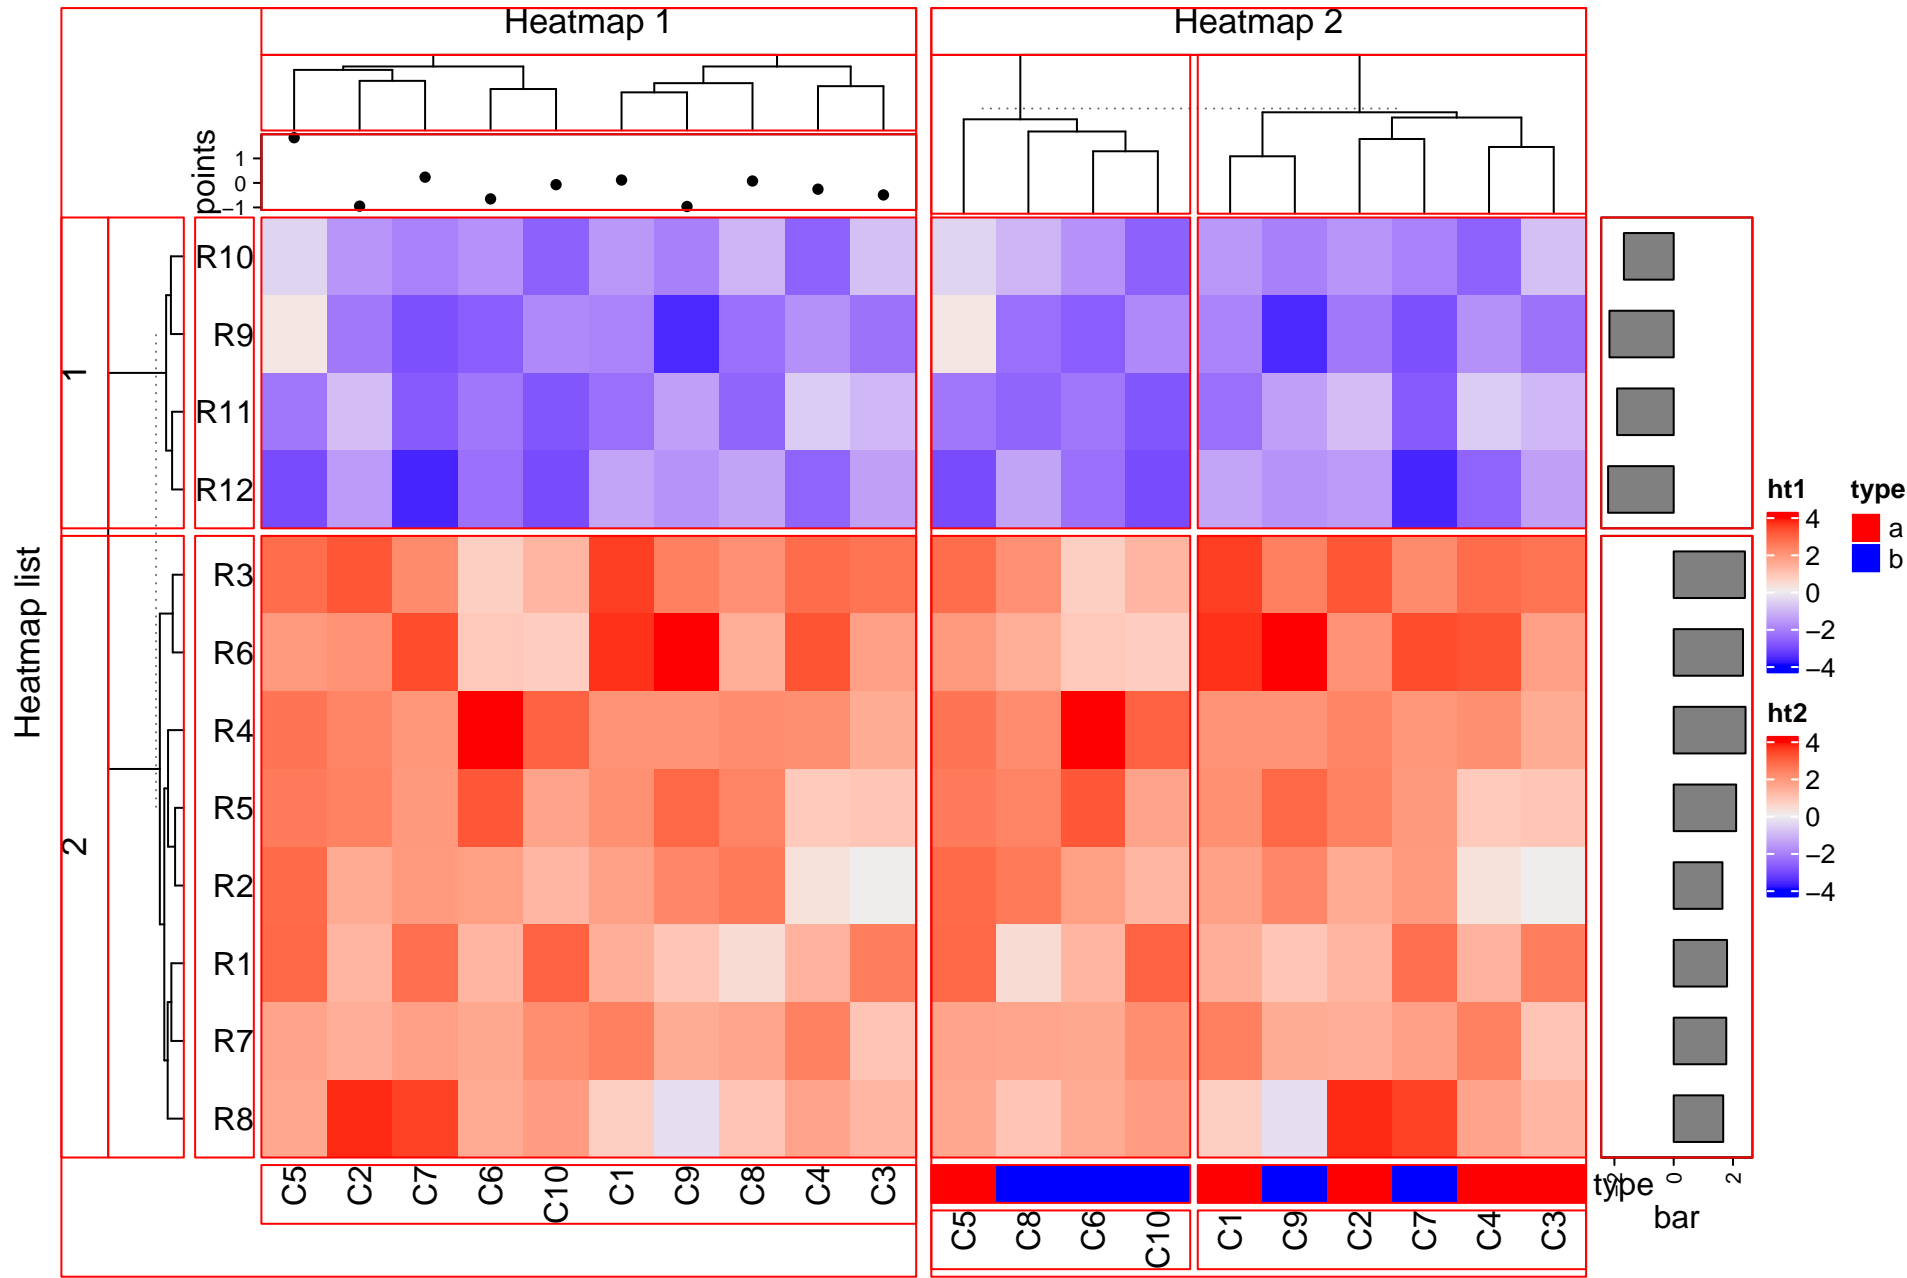 Heatmap 1
Heatmap 2
points
1
0
−1
Heatmap list
1
2
R10
R9
R11
R12
R3
R6
R4
R5
R2
R1
R7
R8
C5 C2 C7 C6 C10 C1 C9 C8 C4 C3
C5 C8 C6 C10 C1 C9 C2 C7 C4 C3
type
−2 0 2
bar
ht1
4
2
0
−2
−4
type
a
b
ht2
4
2
0
−2
−4